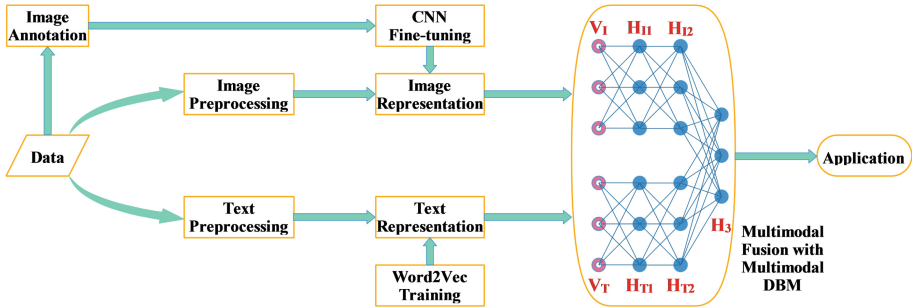 Image
Annotation
CNN
Fine-tuning
V_I H_I1 H_I2
Image
Preprocessing
Image
Representation
Data
Application
Text
Preprocessing
Text
Representation
H_3
Multimodal
Fusion with
Multimodal
DBM
Word2Vec
Training
V_T H_T1 H_T2